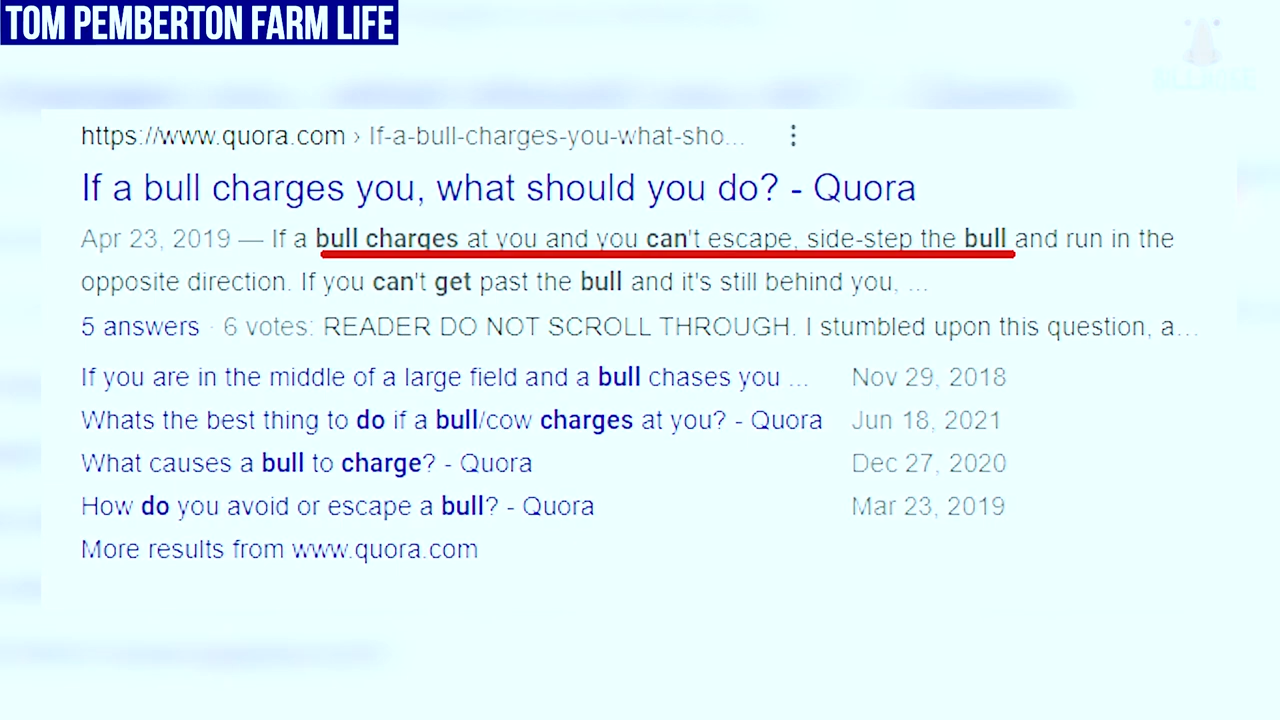 TOM PEMBERTON FARM LIFE
https://www.quora.com › If-a-bull-charges-you-what-sho...
If a bull charges you, what should you do? - Quora
Apr 23, 2019 — If a bull charges at you and you can't escape, side-step the bull and run in the
opposite direction. If you can't get past the bull and it's still behind you, ...
5 answers · 6 votes: READER DO NOT SCROLL THROUGH. I stumbled upon this question, a...
If you are in the middle of a large field and a bull chases you ... Nov 29, 2018
Whats the best thing to do if a bull/cow charges at you? - Quora Jun 18, 2021
What causes a bull to charge? - Quora Dec 27, 2020
How do you avoid or escape a bull? - Quora Mar 23, 2019
More results from www.quora.com